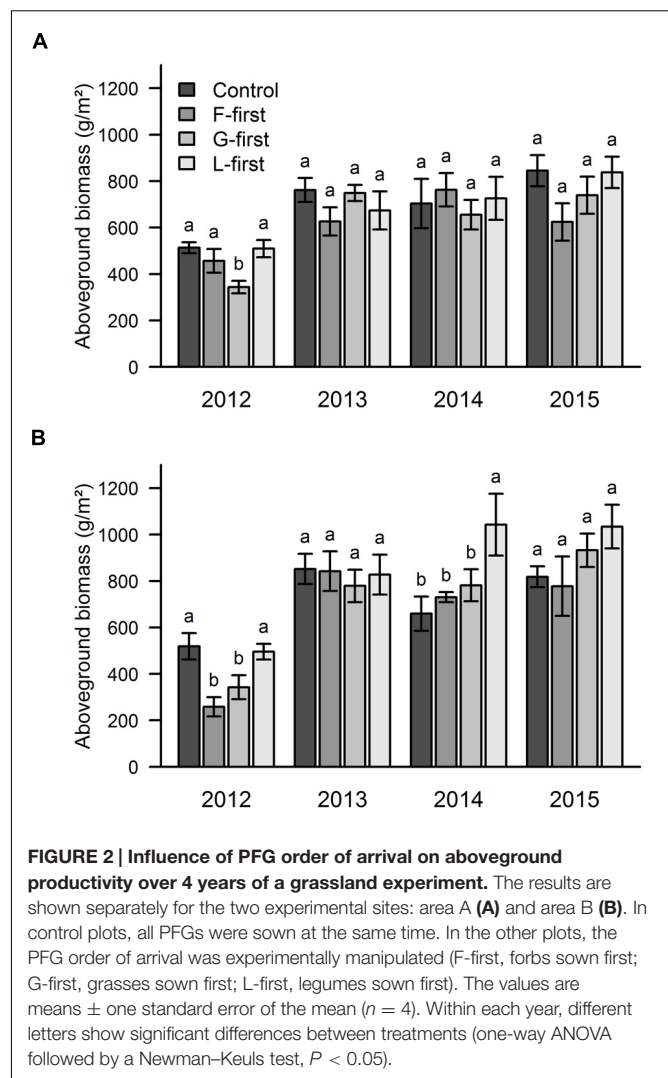 A
Aboveground biomass (g/m²)
1200
1000
800
600
400
200
0
Control
F-first
G-first
L-first
a a b a
a a a a
a a a a
a a a a
2012 2013 2014 2015
B
Aboveground biomass (g/m²)
1200
1000
800
600
400
200
0
a b b a
a a a a
b b b a
a a a a
2012 2013 2014 2015
FIGURE 2 | Influence of PFG order of arrival on aboveground
productivity over 4 years of a grassland experiment. The results are
shown separately for the two experimental sites: area A (A) and area B (B). In
control plots, all PFGs were sown at the same time. In the other plots, the
PFG order of arrival was experimentally manipulated (F-first, forbs sown first;
G-first, grasses sown first; L-first, legumes sown first). The values are
means ± one standard error of the mean (n = 4). Within each year, different
letters show significant differences between treatments (one-way ANOVA
followed by a Newman–Keuls test, P < 0.05).